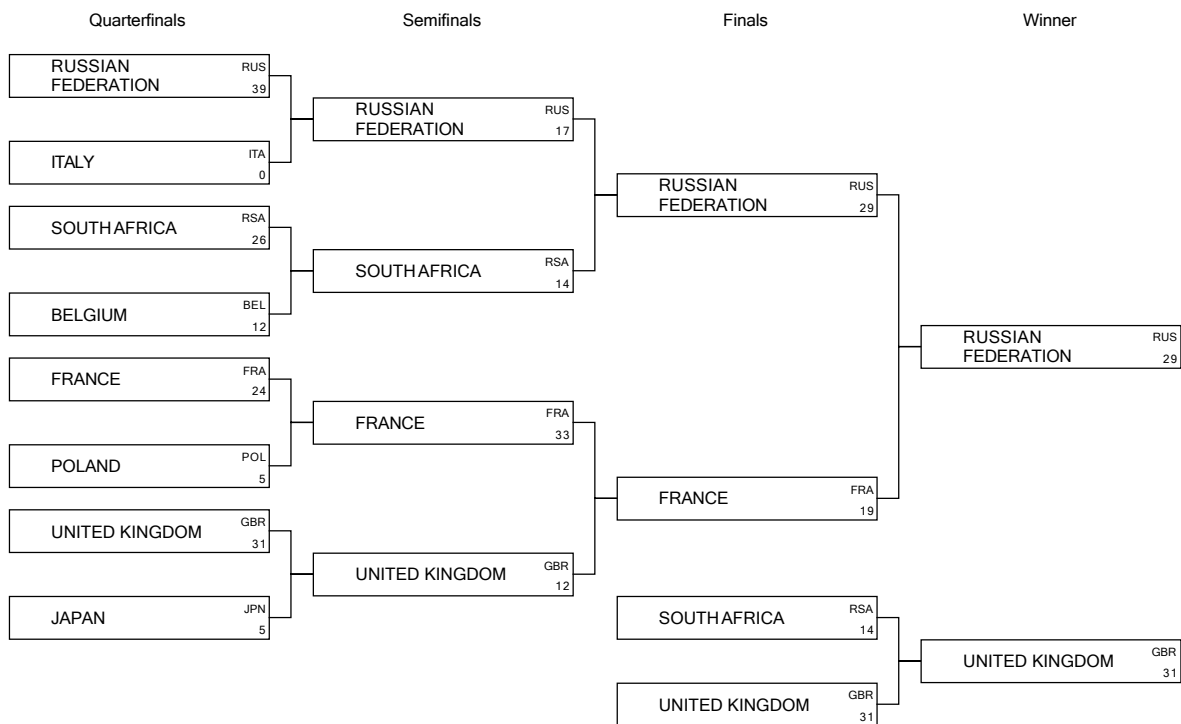 Quarterfinals Semifinals Finals Winner
RUSSIAN FEDERATION RUS 39
ITALY ITA 0
SOUTH AFRICA RSA 26
BELGIUM BEL 12
FRANCE FRA 24
POLAND POL 5
UNITED KINGDOM GBR 31
JAPAN JPN 5
RUSSIAN FEDERATION RUS 17
SOUTH AFRICA RSA 14
FRANCE FRA 33
UNITED KINGDOM GBR 12
RUSSIAN FEDERATION RUS 29
FRANCE FRA 19
SOUTH AFRICA RSA 14
UNITED KINGDOM GBR 31
RUSSIAN FEDERATION RUS 29
UNITED KINGDOM GBR 31